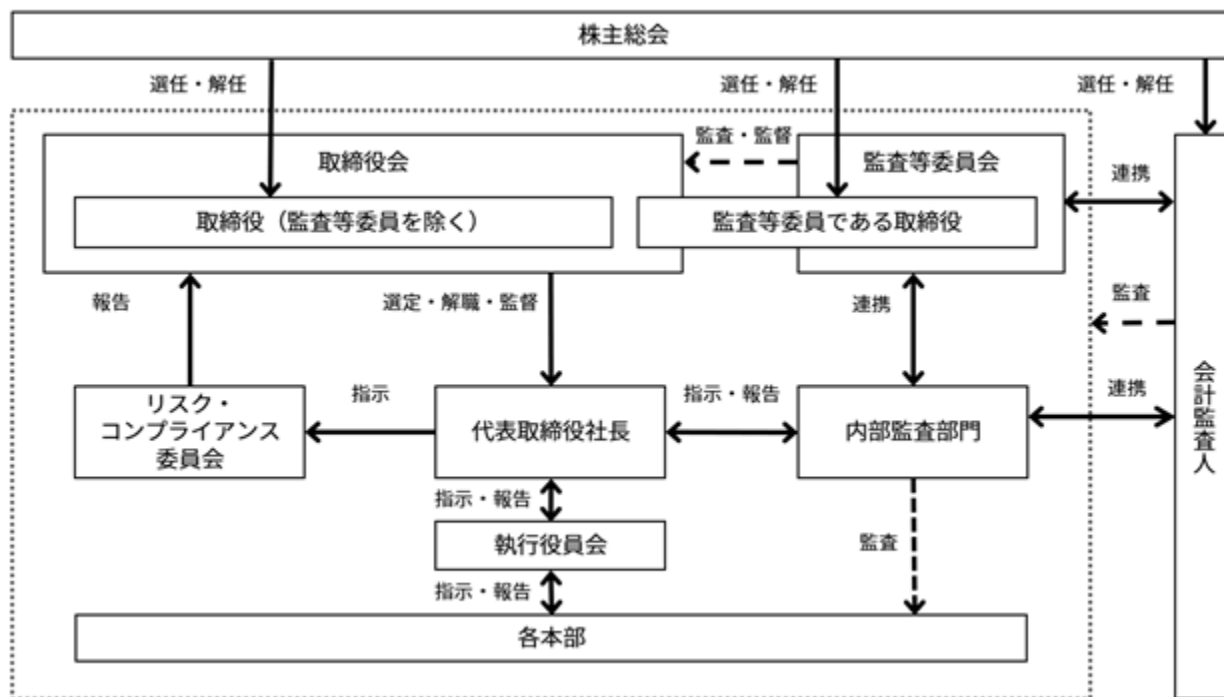 株主総会
選任・解任
選任・解任
選任・解任
取締役会
監査・監督
監査等委員会
連携
取締役（監査等委員を除く）
監査等委員である取締役
報告
選定・解職・監督
連携
監査
リスク・
コンプライアンス
委員会
指示
代表取締役社長
指示・報告
内部監査部門
連携
会計監査人
指示・報告
執行役員会
監査
指示・報告
各本部